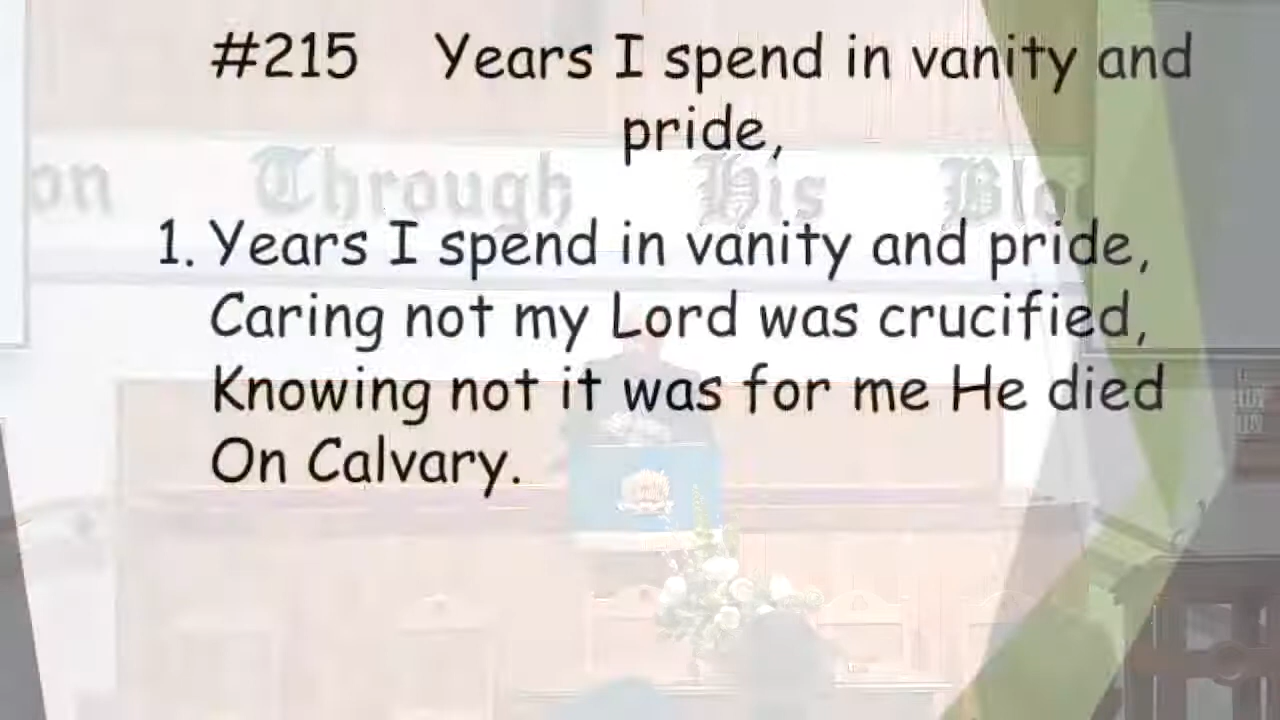 #215 Years I spend in vanity and
pride,
on Through His
1. Years I spend in vanity and pride,
Caring not my Lord was crucified,
Knowing not it was for me He died
On Calvary.